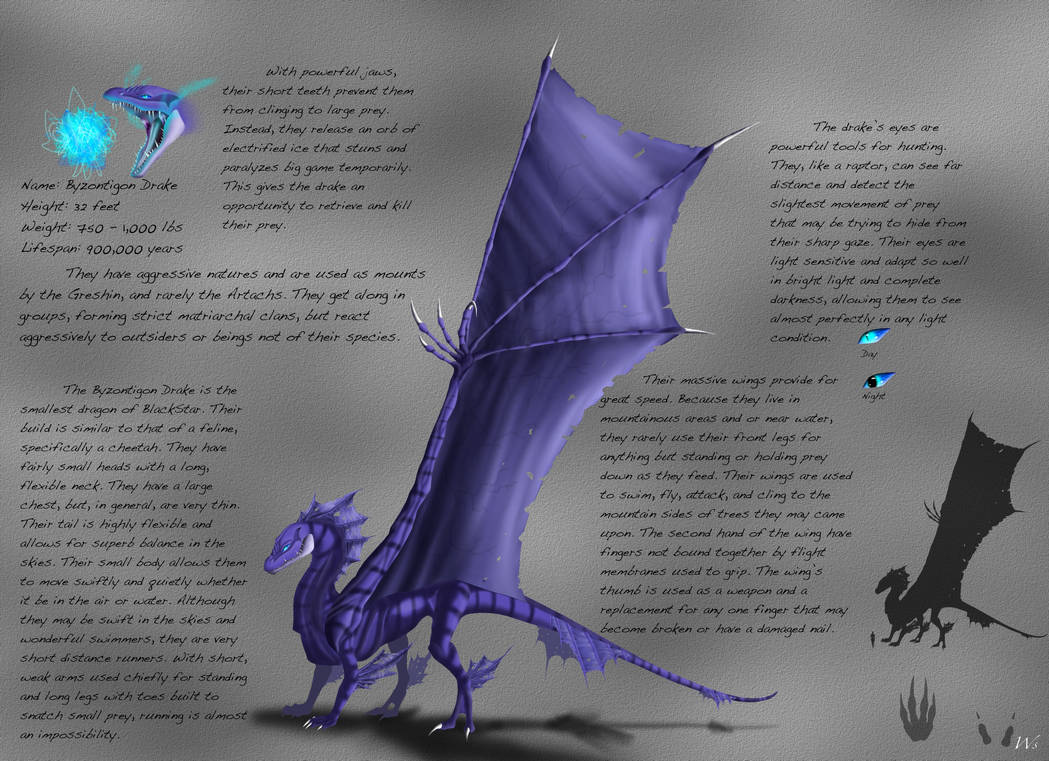 With powerful jaws,
their short teeth prevent them
from clinging to large prey.
Instead, they release an orb of
electrified ice that stuns and
paralyzes big game temporarily.
This gives the drake an
opportunity to retrieve and kill
their prey.
Name: Byzontigon Drake
Height: 32 feet
Weight: 750 - 1,000 lbs
Lifespan: 900,000 years
They have aggressive natures and are used as mounts
by the Greshin, and rarely the Artachs. They get along in
groups, forming strict matriarchal clans, but react
aggressively to outsiders or beings not of their species.
The Byzontigon Drake is the
smallest dragon of BlackStar. Their
build is similar to that of a feline,
specifically a cheetah. They have
fairly small heads with a long,
flexible neck. They have a large
chest, but, in general, are very thin.
Their tail is highly flexible and
allows for superb balance in the
skies. Their small body allows them
to move swiftly and quietly whether
it be in the air or water. Although
they may be swift in the skies and
wonderful swimmers, they are very
short distance runners. With short,
weak arms used chiefly for standing
and long legs with toes built to
snatch small prey, running is almost
an impossibility.
The drake's eyes are
powerful tools for hunting.
They, like a raptor, can see far
distance and detect the
slightest movement of prey
that may be trying to hide from
their sharp gaze. Their eyes are
light sensitive and adapt so well
in bright light and complete
darkness, allowing them to see
almost perfectly in any light
condition.
Day
Night
Their massive wings provide for
great speed. Because they live in
mountainous areas and or near water,
they rarely use their front legs for
anything but standing or holding prey
down as they feed. Their wings are used
to swim, fly, attack, and cling to the
mountain sides of trees they may came
upon. The second hand of the wing have
fingers not bound together by flight
membranes used to grip. The wing's
thumb is used as a weapon and a
replacement for any one finger that may
become broken or have a damaged nail.
Ws